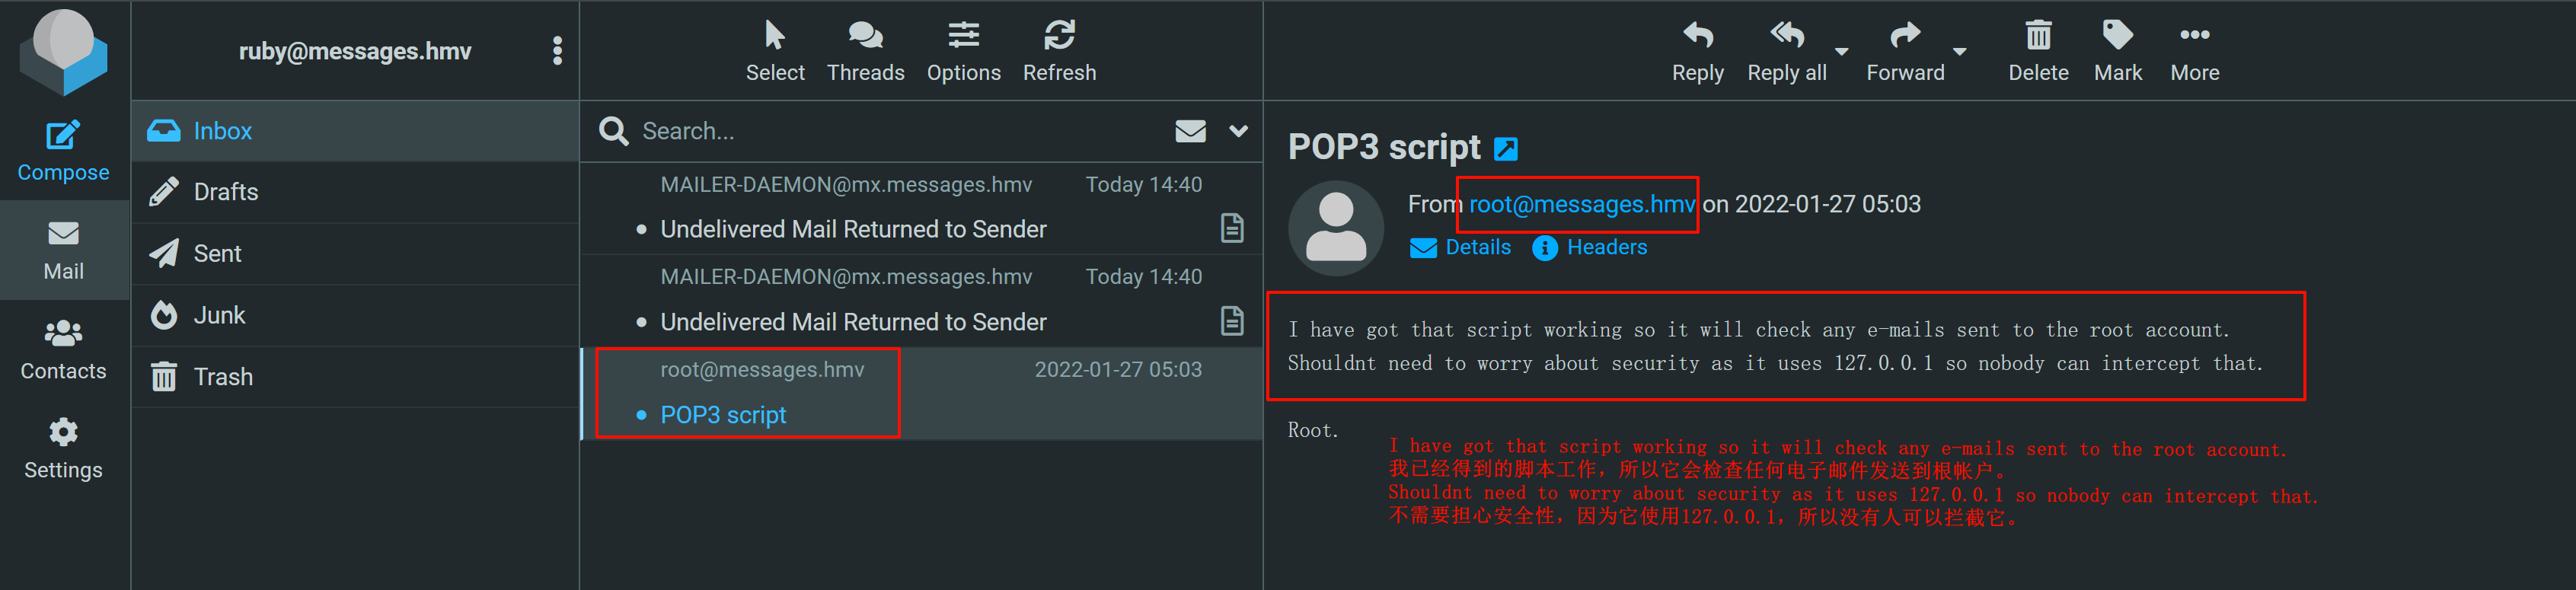 ruby@messages.hmv
Select
Threads
Options
Refresh
Reply
Reply all
Forward
Delete
Mark
More
Compose
Mail
Contacts
Settings
Inbox
Drafts
Sent
Junk
Trash
Search...
MAILER-DAEMON@mx.messages.hmv Today 14:40
Undelivered Mail Returned to Sender
MAILER-DAEMON@mx.messages.hmv Today 14:40
Undelivered Mail Returned to Sender
root@messages.hmv 2022-01-27 05:03
POP3 script
POP3 script
From root@messages.hmv on 2022-01-27 05:03
Details Headers
I have got that script working so it will check any e-mails sent to the root account.
Shouldnt need to worry about security as it uses 127.0.0.1 so nobody can intercept that.
Root.
I have got that script working so it will check any e-mails sent to the root account.
我已经得到的脚本工作，所以它会检查任何电子邮件发送到根帐户。
Shouldnt need to worry about security as it uses 127.0.0.1 so nobody can intercept that.
不需要担心安全性，因为它使用127.0.0.1，所以没有人可以拦截它。